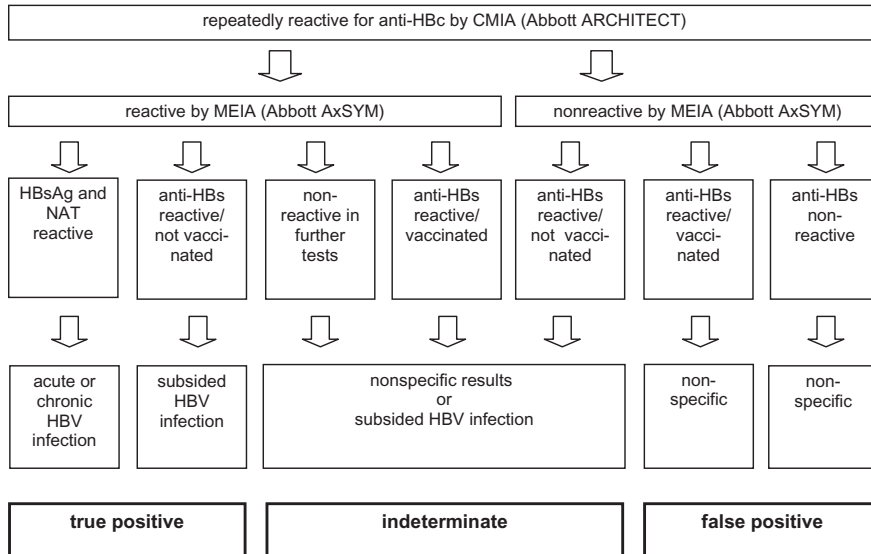 repeatedly reactive for anti-HBc by CMIA (Abbott ARCHITECT)
reactive by MEIA (Abbott AxSYM)
nonreactive by MEIA (Abbott AxSYM)
HBsAg and
NAT
reactive
anti-HBs
reactive/
not vacci-
nated
non-
reactive in
further
tests
anti-HBs
reactive/
vaccinated
anti-HBs
reactive/
not vacci-
nated
anti-HBs
reactive/
vacci-
nated
anti-HBs
non-
reactive
acute or
chronic
HBV
infection
subsided
HBV
infection
nonspecific results
or
subsided HBV infection
non-
specific
non-
specific
true positive
indeterminate
false positive